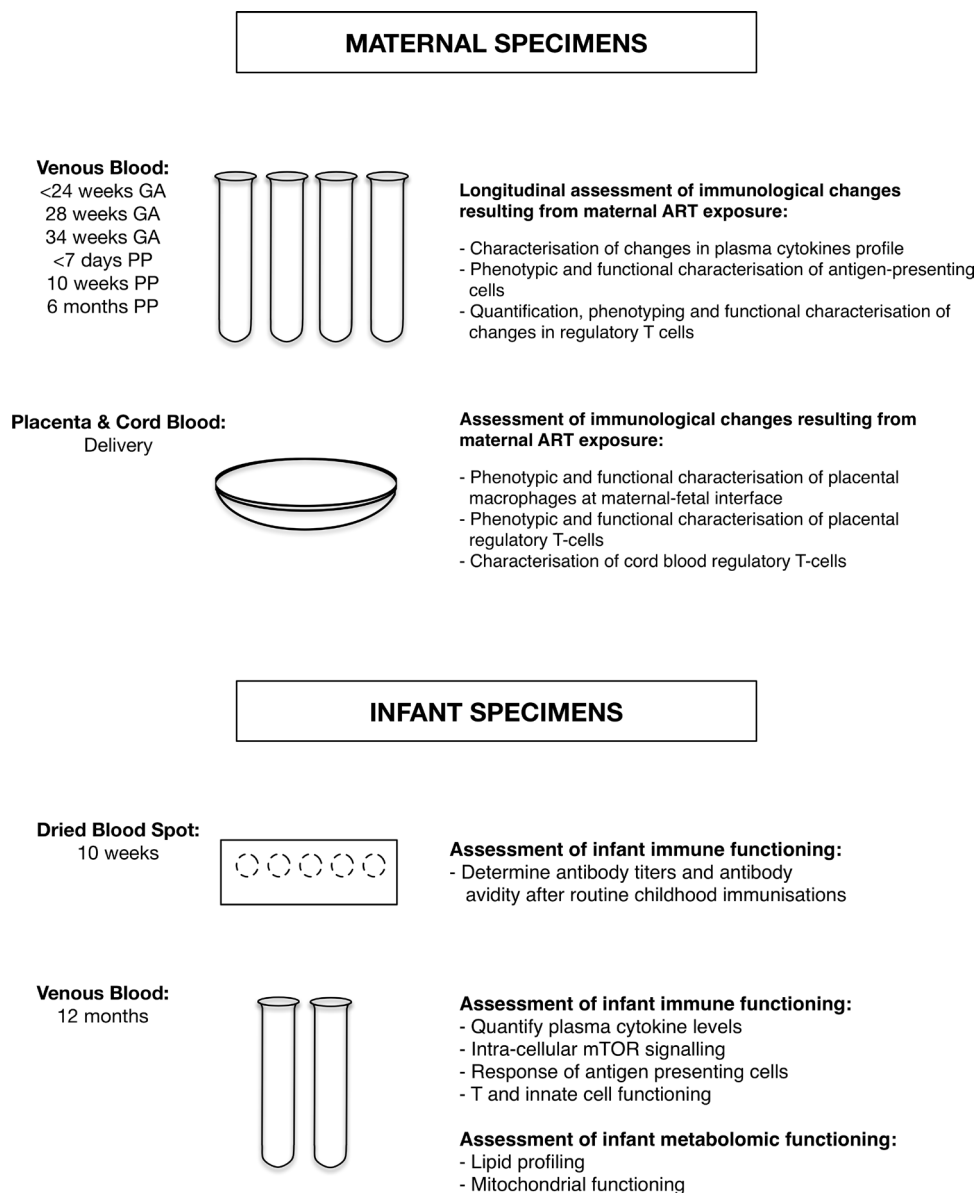 MATERNAL SPECIMENS
Venous Blood:
<24 weeks GA
28 weeks GA
34 weeks GA
<7 days PP
10 weeks PP
6 months PP
Longitudinal assessment of immunological changes
resulting from maternal ART exposure:
- Characterisation of changes in plasma cytokines profile
- Phenotypic and functional characterisation of antigen-presenting
cells
- Quantification, phenotyping and functional characterisation of
changes in regulatory T cells
Placenta & Cord Blood:
Delivery
Assessment of immunological changes resulting from
maternal ART exposure:
- Phenotypic and functional characterisation of placental
macrophages at maternal-fetal interface
- Phenotypic and functional characterisation of placental
regulatory T-cells
- Characterisation of cord blood regulatory T-cells
INFANT SPECIMENS
Dried Blood Spot:
10 weeks
Assessment of infant immune functioning:
- Determine antibody titers and antibody
avidity after routine childhood immunisations
Venous Blood:
12 months
Assessment of infant immune functioning:
- Quantify plasma cytokine levels
- Intra-cellular mTOR signalling
- Response of antigen presenting cells
- T and innate cell functioning
Assessment of infant metabolomic functioning:
- Lipid profiling
- Mitochondrial functioning